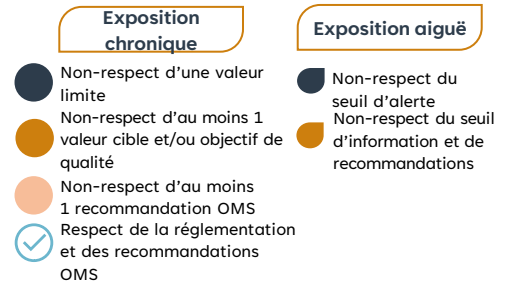 Exposition
chronique
Non-respect d'une valeur
limite
Non-respect d'au moins 1
valeur cible et/ou objectif de
qualité
Non-respect d'au moins
1 recommandation OMS
Respect de la réglementation
et des recommandations
OMS
Exposition aiguë
Non-respect du
seuil d'alerte
Non-respect du seuil
d'information et de
recommandations